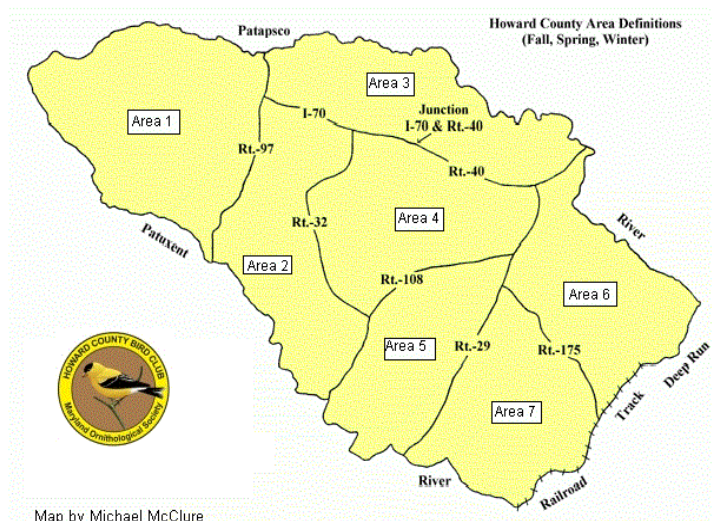 Howard County Area Definitions
(Fall, Spring, Winter)
Patapsco
Area 3
Junction
I-70 & Rt.-40
I-70
Area 1
Rt.-97
Rt.-40
Rt.-32
Area 4
River
Patuxent
Area 2
Rt.-108
Area 6
Area 5
Rt.-29
Rt.-175
Deep Run
Track
Area 7
River
Railroad
HOWARD COUNTY BIRD CLUB
Maryland Ornithological Society
Map by Michael McClure